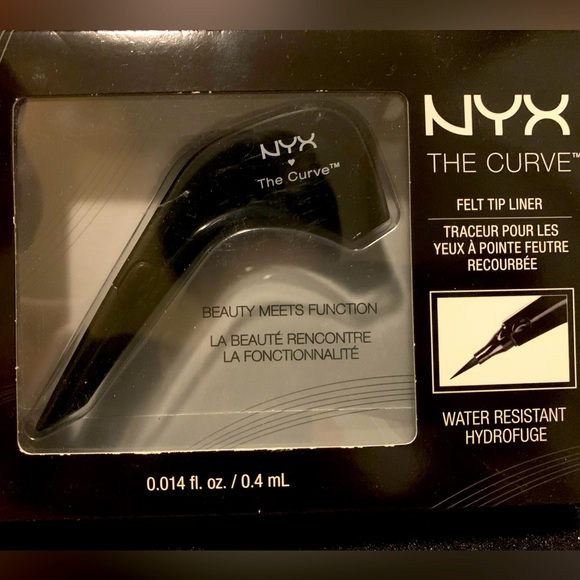 NYX
The Curve™
BEAUTY MEETS FUNCTION
LA BEAUTÉ RENCONTRE
LA FONCTIONNALITÉ
0.014 fl. oz. / 0.4 mL
NYX
THE CURVE™
FELT TIP LINER
TRACEUR POUR LES
YEUX À POINTE FEUTRE
RECOURBÉE
WATER RESISTANT
HYDROFUGE